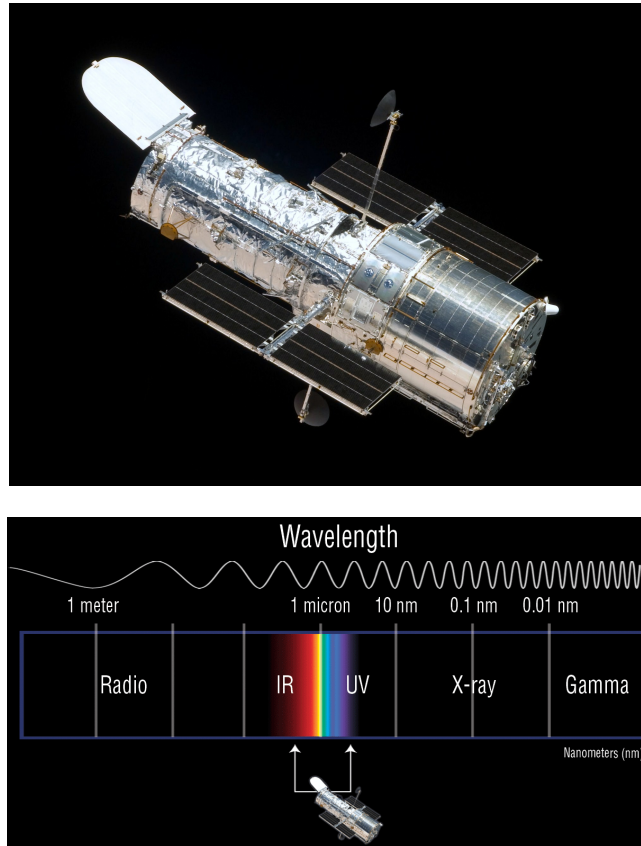 Wavelength
1 meter 1 micron 10 nm 0.1 nm 0.01 nm
Radio IR UV X-ray Gamma
Nanometers (nm)